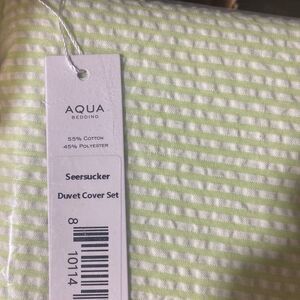 AQUA
BEDDING
55% COTTON
45% POLYESTER
Seersucker
Duvet Cover Set
8
10114